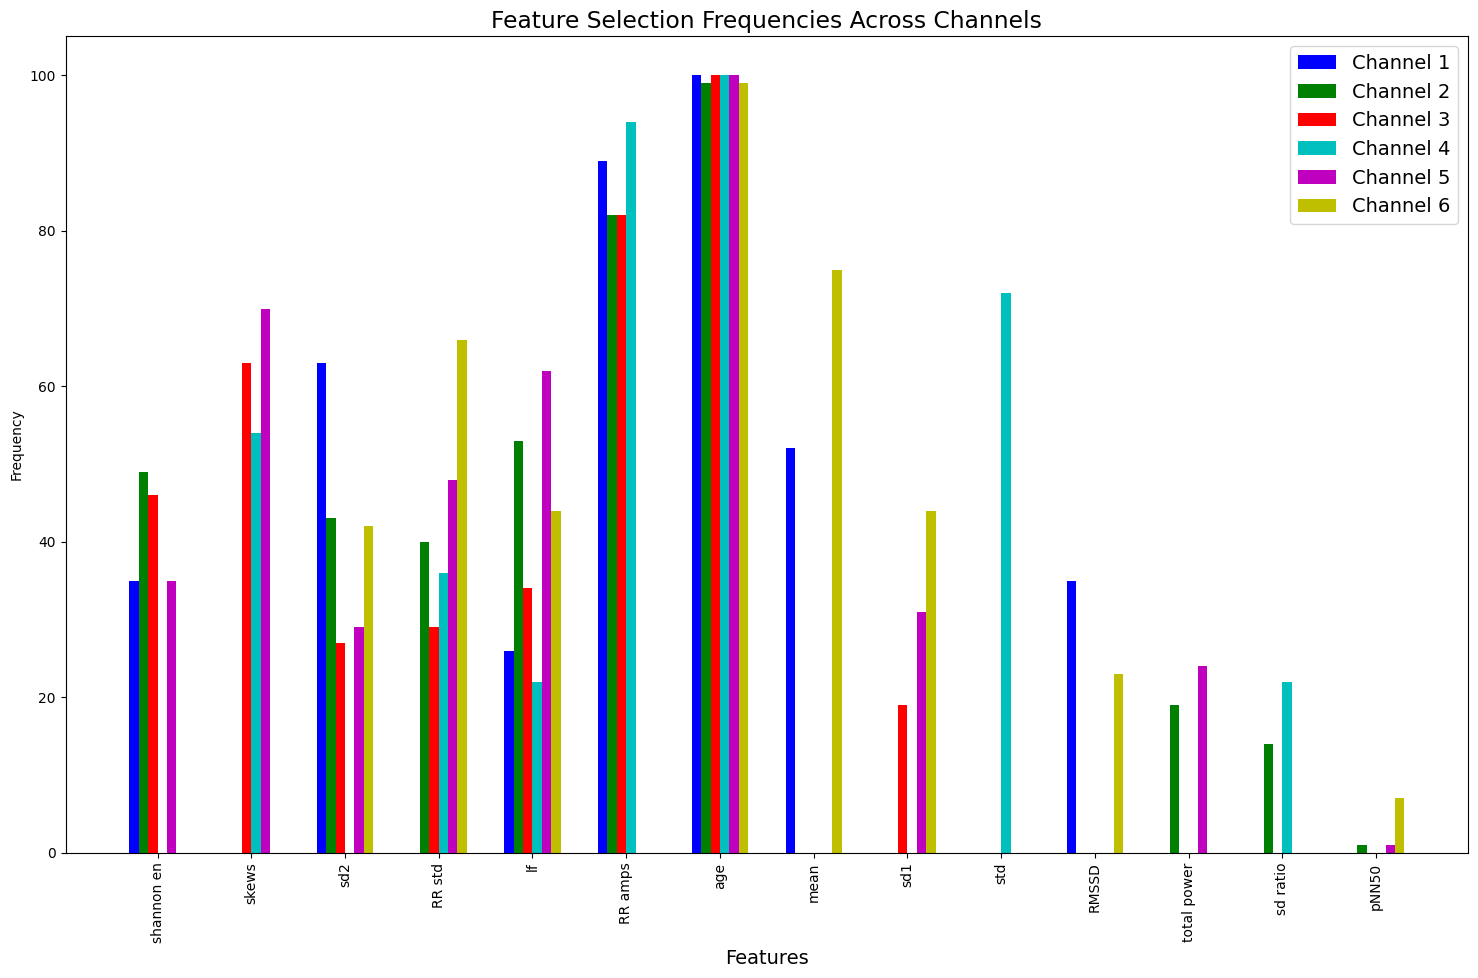 Feature Selection Frequencies Across Channels
Channel 1
Channel 2
Channel 3
Channel 4
Channel 5
Channel 6
Frequency
100
80
60
40
20
0
shannon en
skews
sd2
RR std
lf
RR amps
age
mean
sd1
std
RMSSD
total power
sd ratio
pNN50
Features